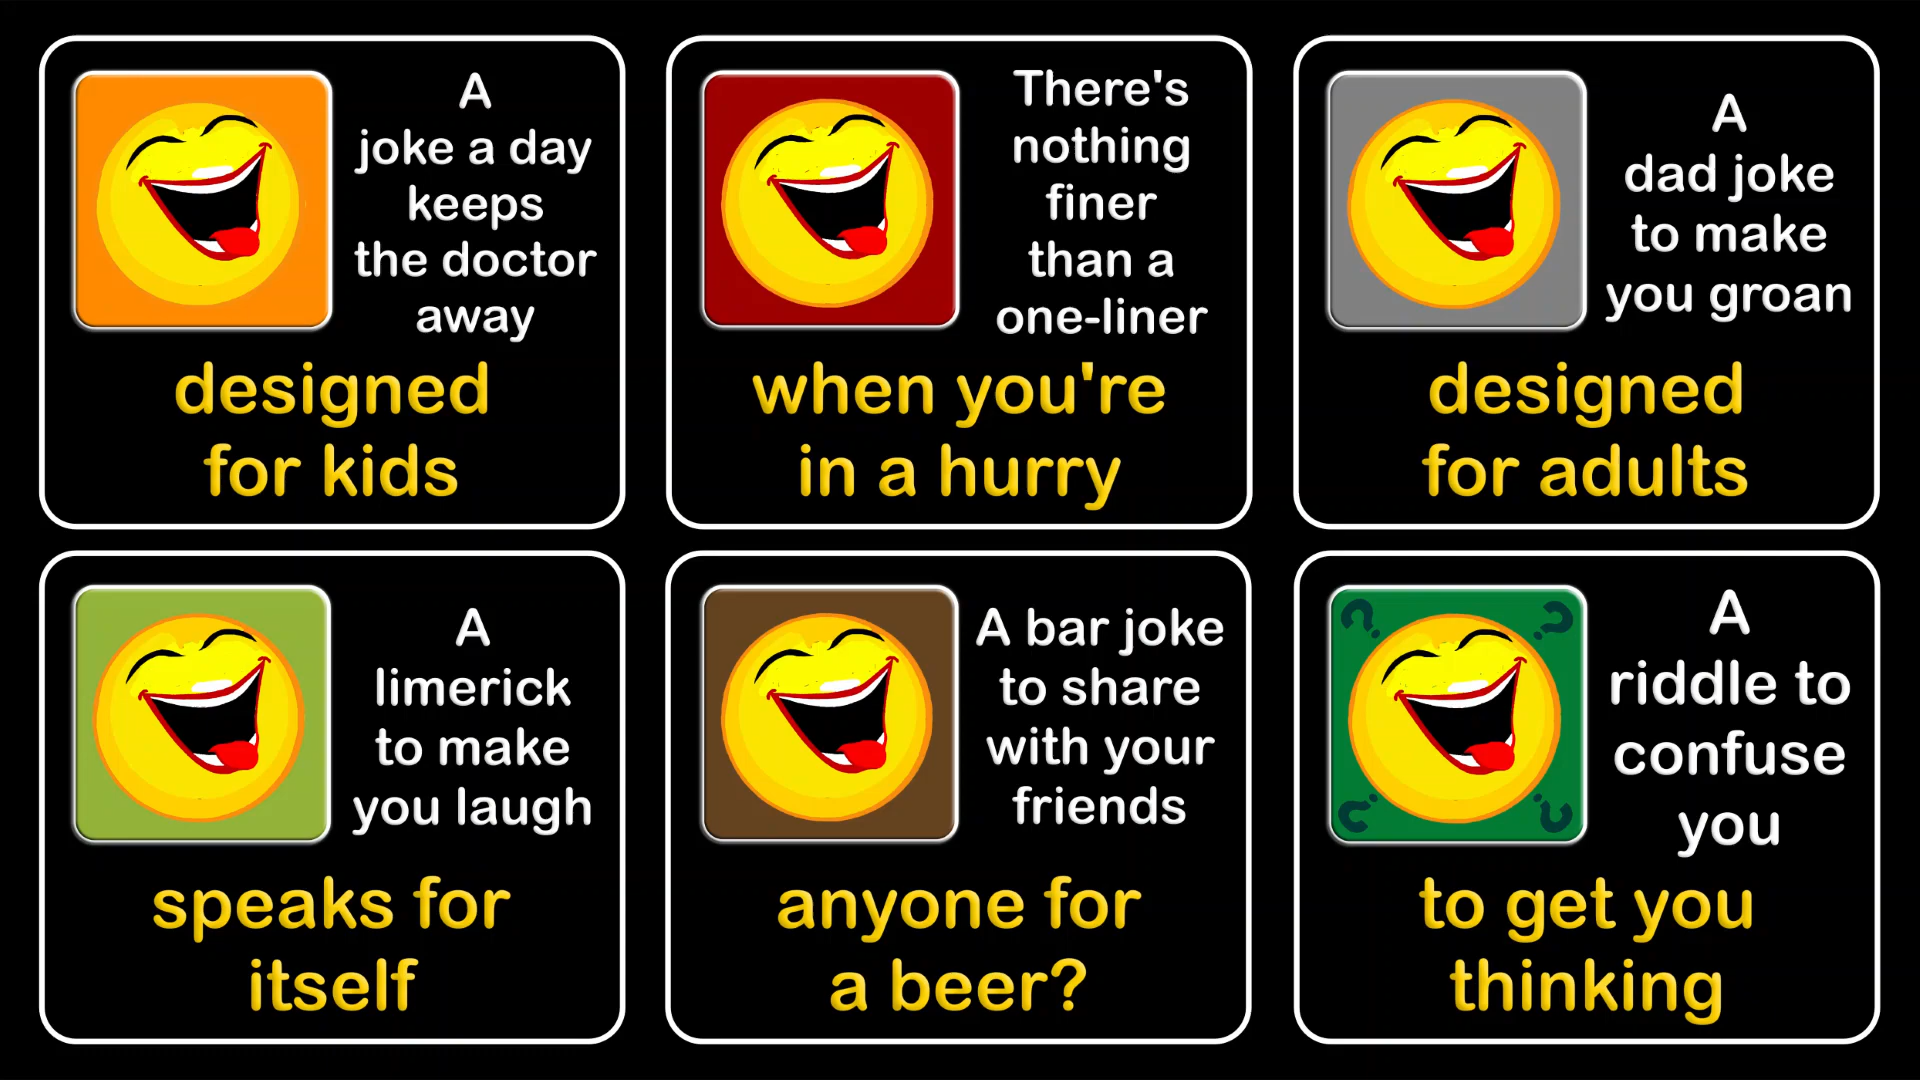 A
joke a day
keeps
the doctor
away
designed
for kids
There's
nothing
finer
than a
one-liner
when you're
in a hurry
A
dad joke
to make
you groan
designed
for adults
A
limerick
to make
you laugh
speaks for
itself
A bar joke
to share
with your
friends
anyone for
a beer?
? ?
? ?
A
riddle to
confuse
you
to get you
thinking